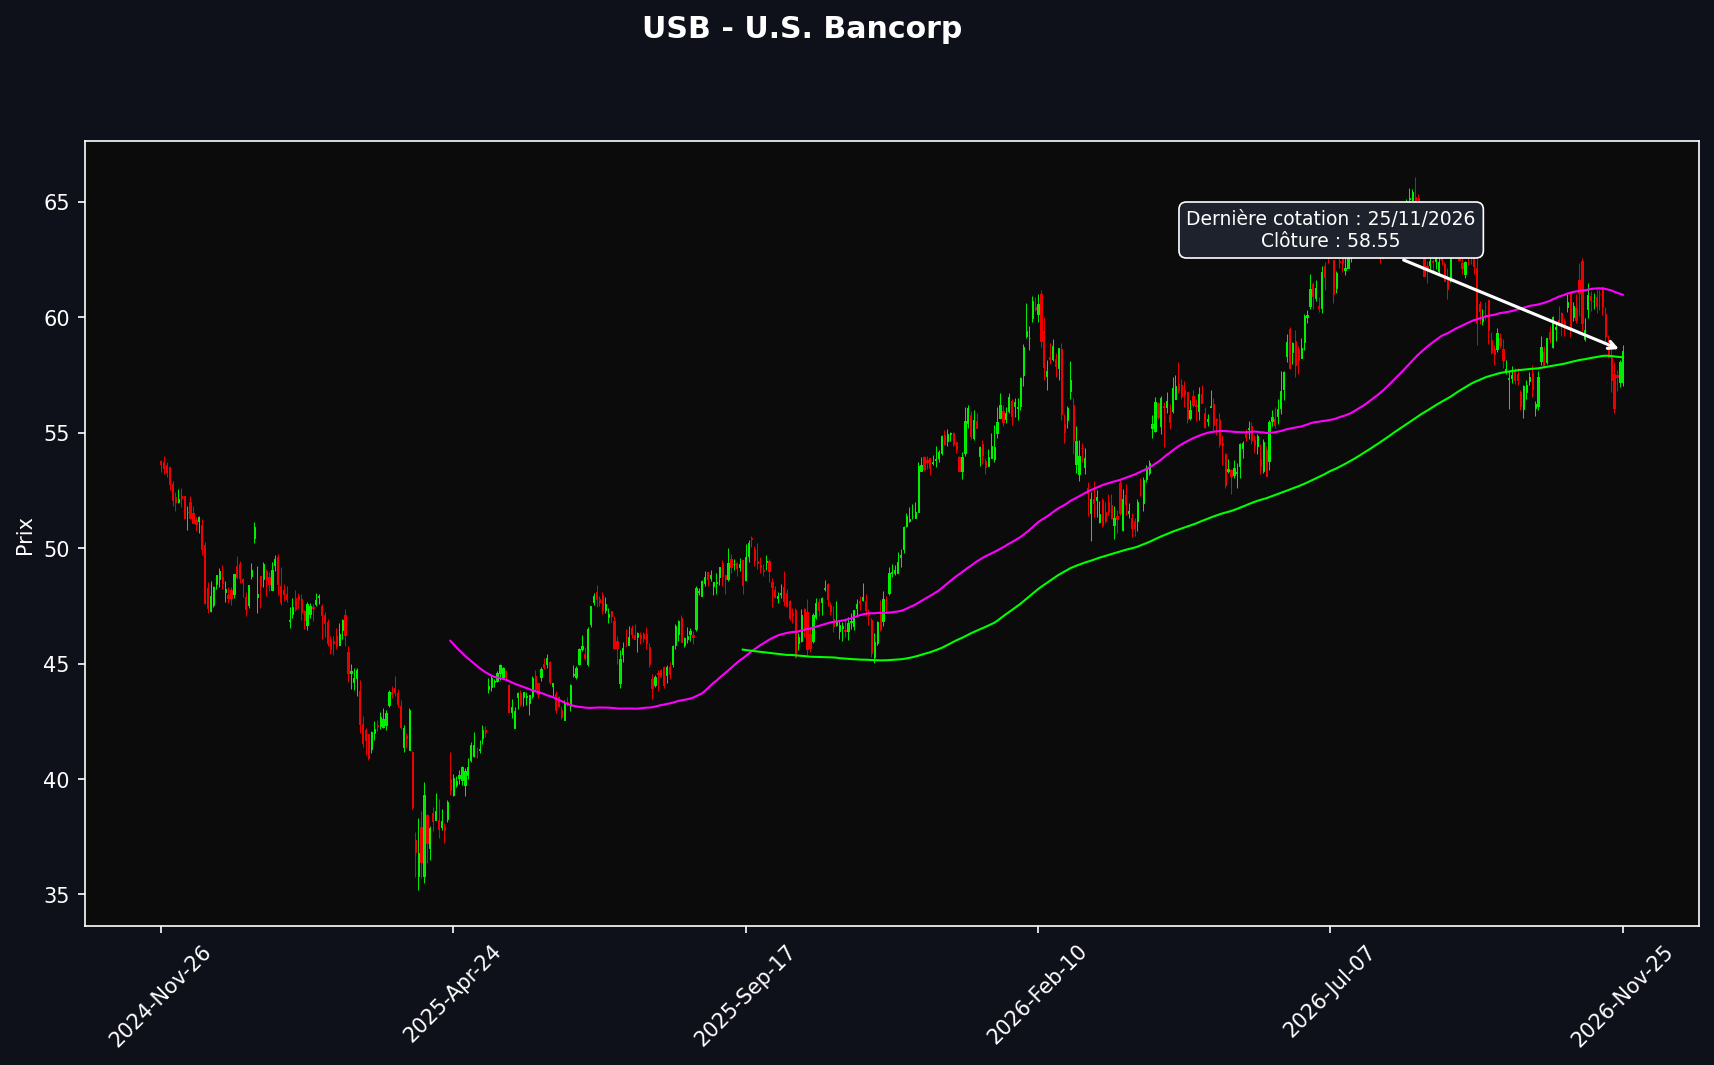 USB - U.S. Bancorp
Dernière cotation : 25/11/2026
Clôture : 58.55
Prix
65
60
55
50
45
40
35
2024-Nov-26
2025-Apr-24
2025-Sep-17
2026-Feb-10
2026-Jul-07
2026-Nov-25